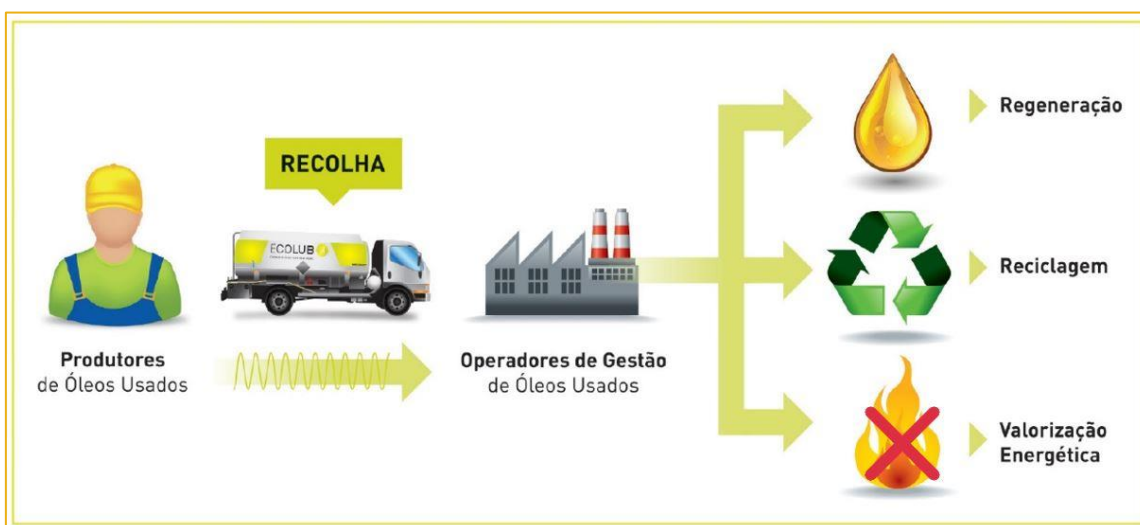 RECOLHA
ECOLUB
Produtores
de Óleos Usados
Operadores de Gestão
de Óleos Usados
Regeneração
Reciclagem
Valorização
Energética